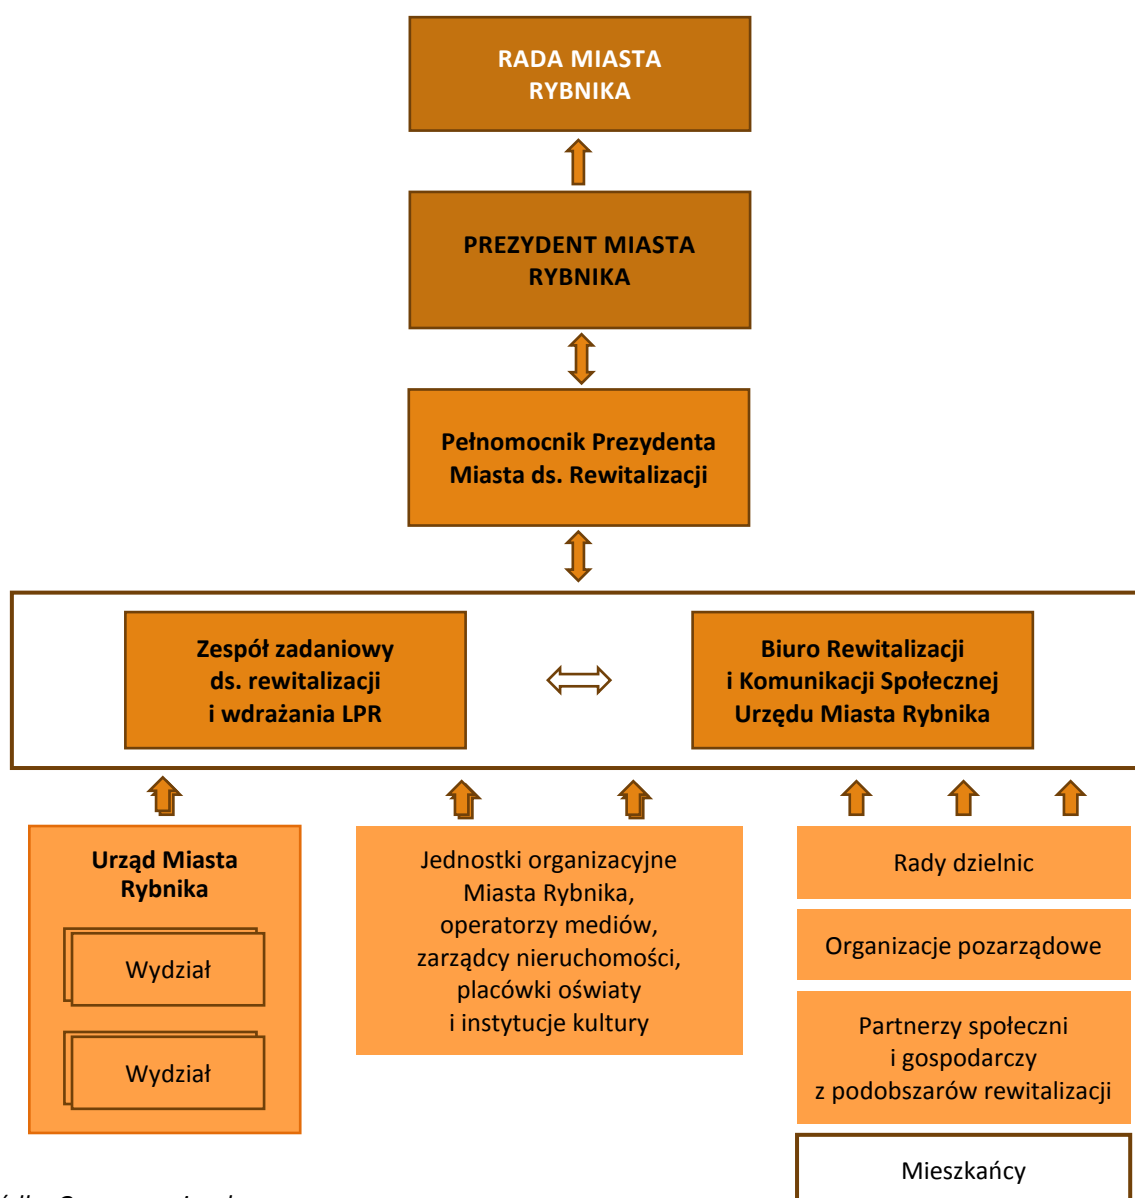 RADA MIASTA
RYBNIKA
PREZYDENT MIASTA
RYBNIKA
Pełnomocnik Prezydenta
Miasta ds. Rewitalizacji
Zespół zadaniowy
ds. rewitalizacji
i wdrażania LPR
Biuro Rewitalizacji
i Komunikacji Społecznej
Urzędu Miasta Rybnika
Urząd Miasta
Rybnika
Wydział
Wydział
Jednostki organizacyjne
Miasta Rybnika,
operatorzy mediów,
zarządcy nieruchomości,
placówki oświaty
i instytucje kultury
Rady dzielnic
Organizacje pozarządowe
Partnerzy społeczni
i gospodarczy
z podobszarów rewitalizacji
Mieszkańcy